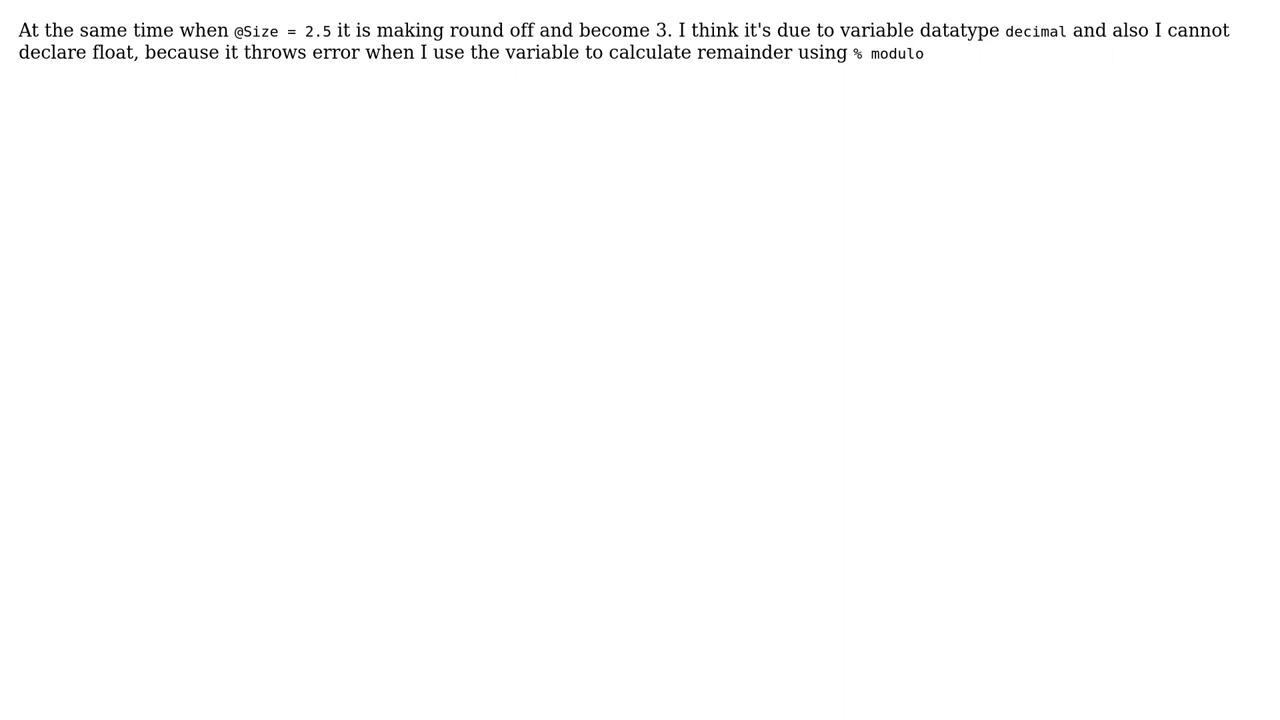 At the same time when @Size = 2.5 it is making round off and become 3. I think it's due to variable datatype decimal and also I cannot
declare float, because it throws error when I use the variable to calculate remainder using % modulo